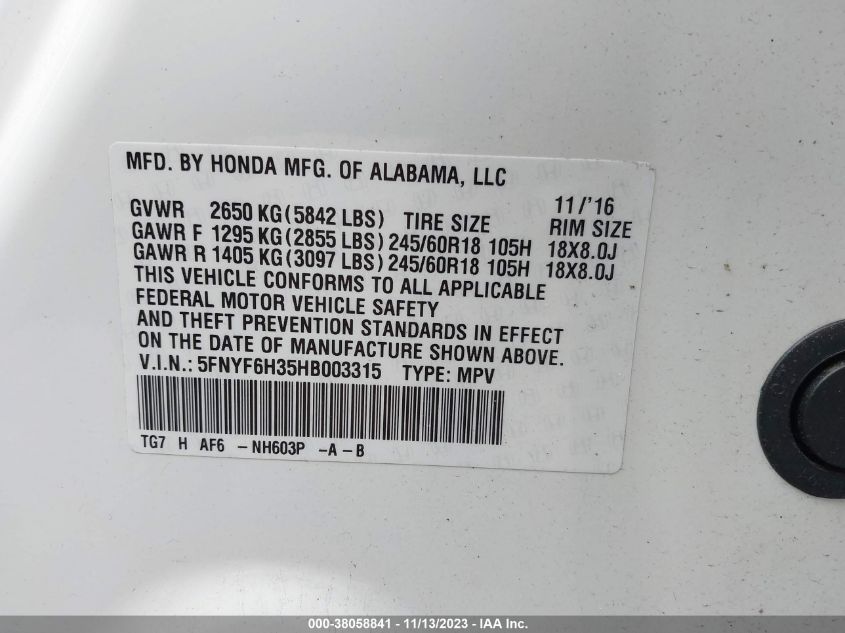 MFD. BY HONDA MFG. OF ALABAMA, LLC
11/'16
GVWR 2650 KG(5842 LBS) TIRE SIZE RIM SIZE
GAWR F 1295 KG(2855 LBS) 245/60R18 105H 18X8.0J
GAWR R 1405 KG(3097 LBS) 245/60R18 105H 18X8.0J
THIS VEHICLE CONFORMS TO ALL APPLICABLE
FEDERAL MOTOR VEHICLE SAFETY
AND THEFT PREVENTION STANDARDS IN EFFECT
ON THE DATE OF MANUFACTURE SHOWN ABOVE.
V.I.N.: 5FNYF6H35HB003315 TYPE: MPV
TG7 H AF6 -NH603P -A-B
000-38058841 - 11/13/2023 - IAA Inc.